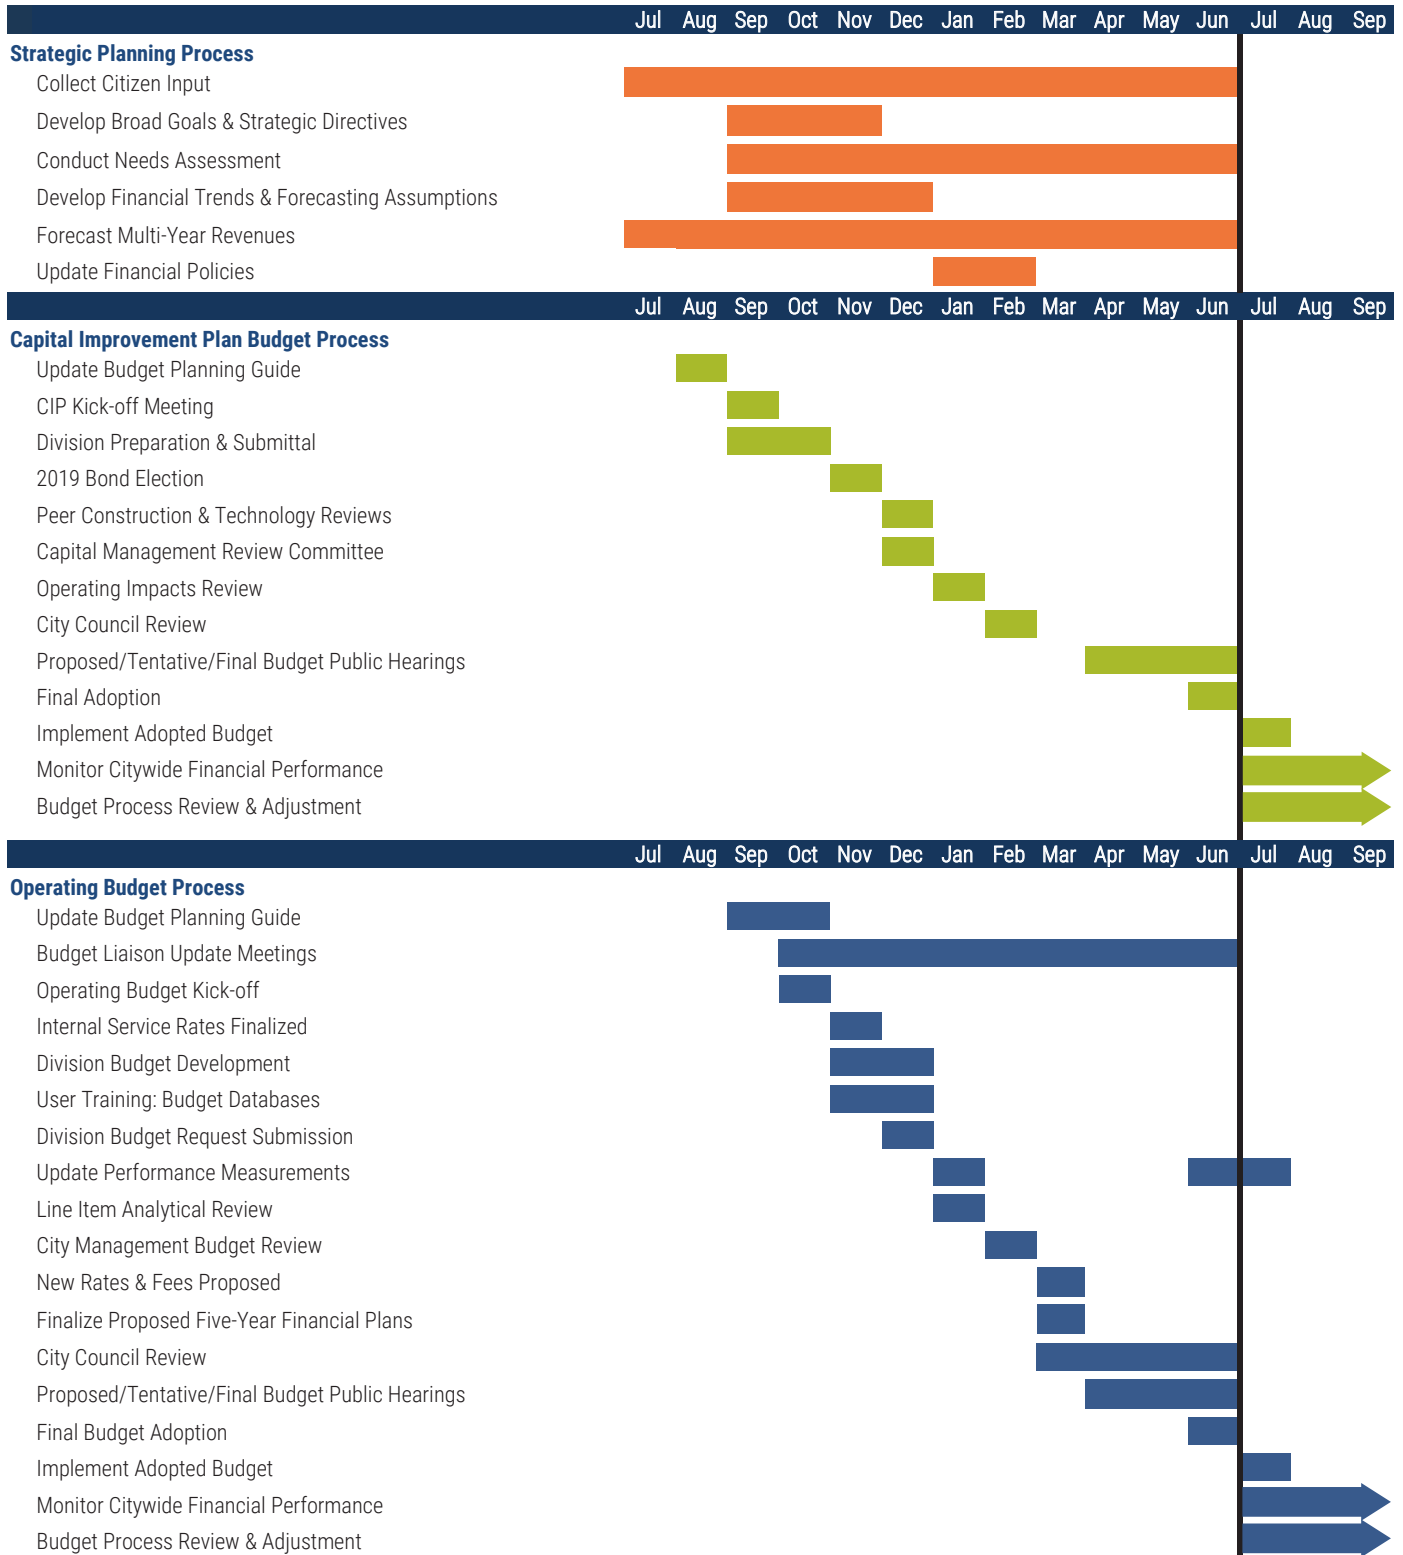 Jul Aug Sep Oct Nov Dec Jan Feb Mar Apr May Jun Jul Aug Sep
Strategic Planning Process
Collect Citizen Input
Develop Broad Goals & Strategic Directives
Conduct Needs Assessment
Develop Financial Trends & Forecasting Assumptions
Forecast Multi-Year Revenues
Update Financial Policies
Jul Aug Sep Oct Nov Dec Jan Feb Mar Apr May Jun Jul Aug Sep
Capital Improvement Plan Budget Process
Update Budget Planning Guide
CIP Kick-off Meeting
Division Preparation & Submittal
2019 Bond Election
Peer Construction & Technology Reviews
Capital Management Review Committee
Operating Impacts Review
City Council Review
Proposed/Tentative/Final Budget Public Hearings
Final Adoption
Implement Adopted Budget
Monitor Citywide Financial Performance
Budget Process Review & Adjustment
Jul Aug Sep Oct Nov Dec Jan Feb Mar Apr May Jun Jul Aug Sep
Operating Budget Process
Update Budget Planning Guide
Budget Liaison Update Meetings
Operating Budget Kick-off
Internal Service Rates Finalized
Division Budget Development
User Training: Budget Databases
Division Budget Request Submission
Update Performance Measurements
Line Item Analytical Review
City Management Budget Review
New Rates & Fees Proposed
Finalize Proposed Five-Year Financial Plans
City Council Review
Proposed/Tentative/Final Budget Public Hearings
Final Budget Adoption
Implement Adopted Budget
Monitor Citywide Financial Performance
Budget Process Review & Adjustment